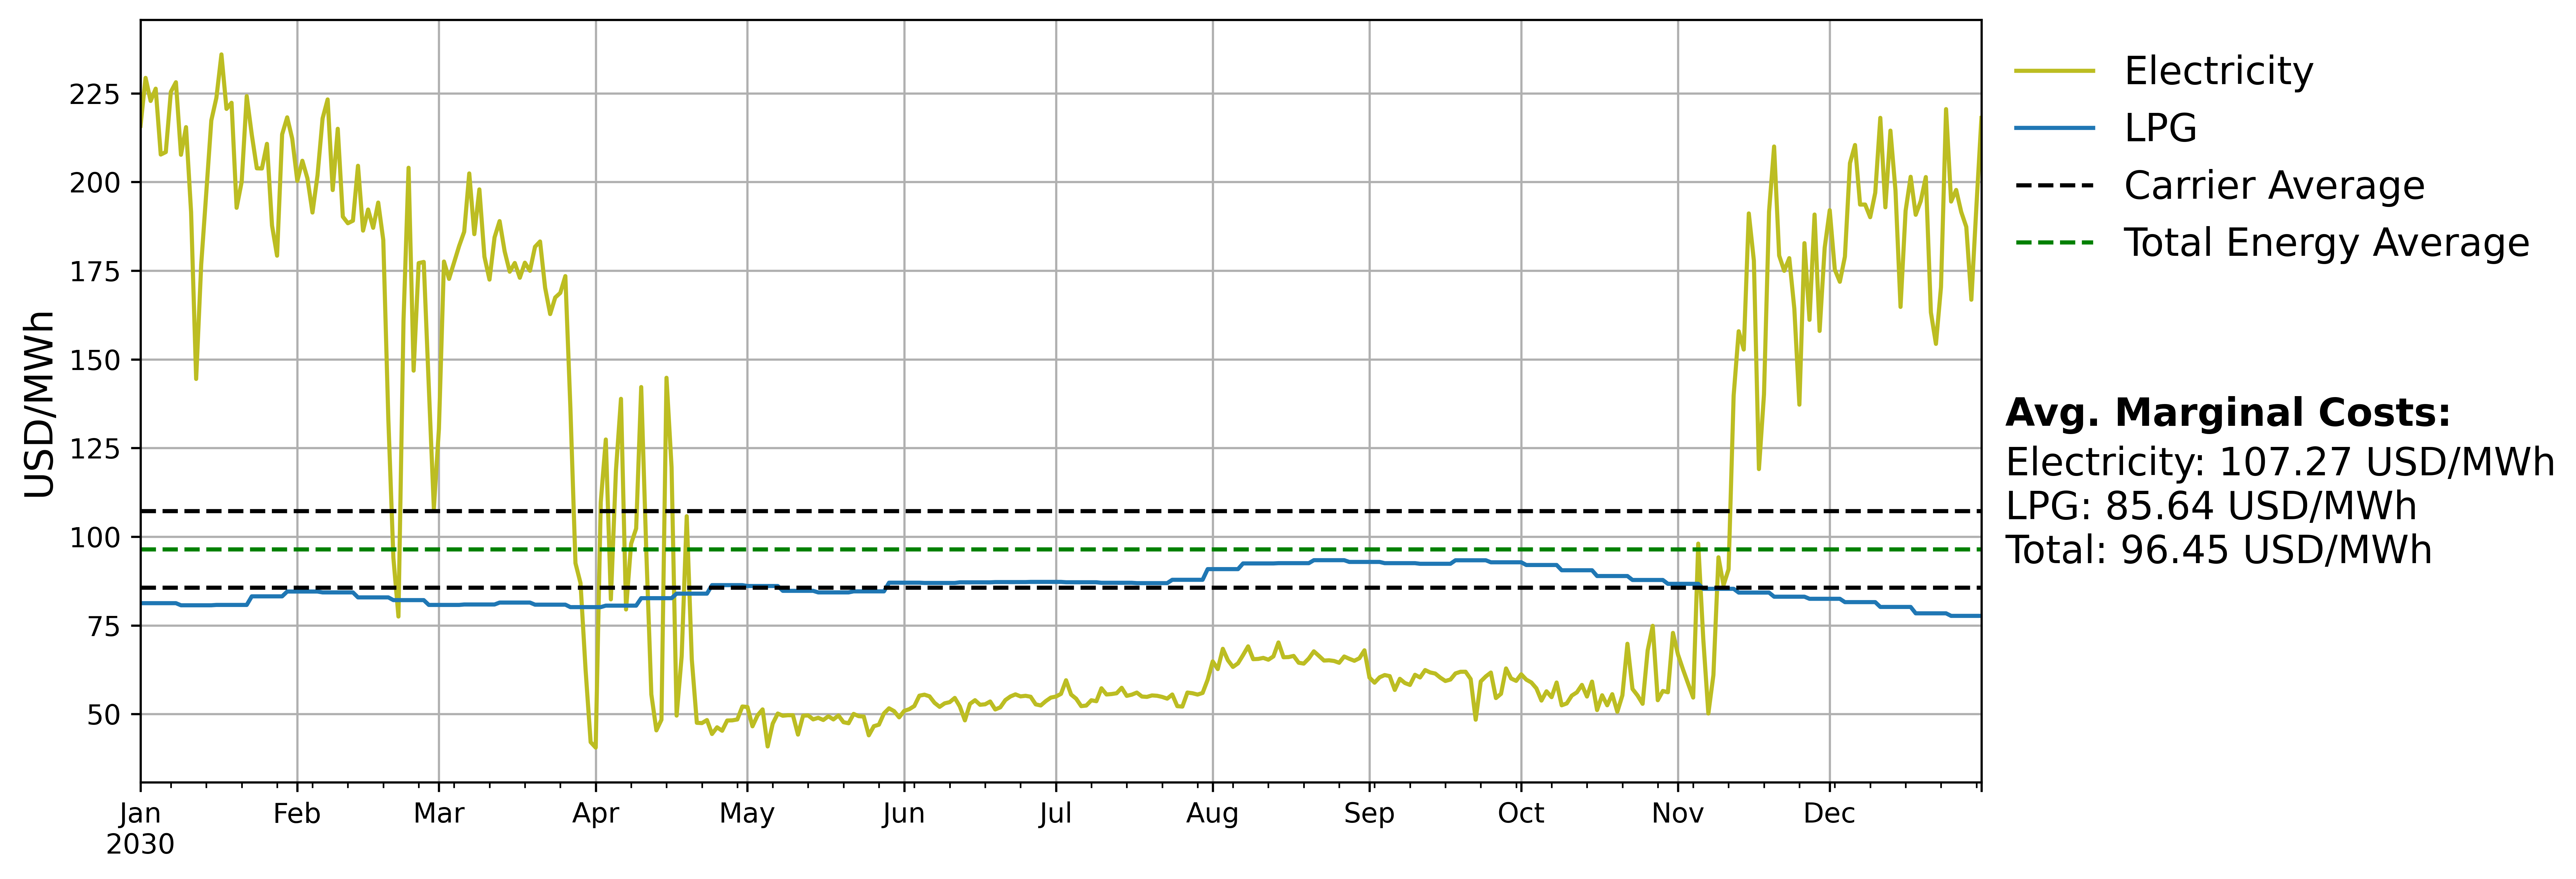 USD/MWh
225
200
175
150
125
100
75
50
Jan
2030
Feb
Mar
Apr
May
Jun
Jul
Aug
Sep
Oct
Nov
Dec
Electricity
LPG
Carrier Average
Total Energy Average
Avg. Marginal Costs:
Electricity: 107.27 USD/MWh
LPG: 85.64 USD/MWh
Total: 96.45 USD/MWh